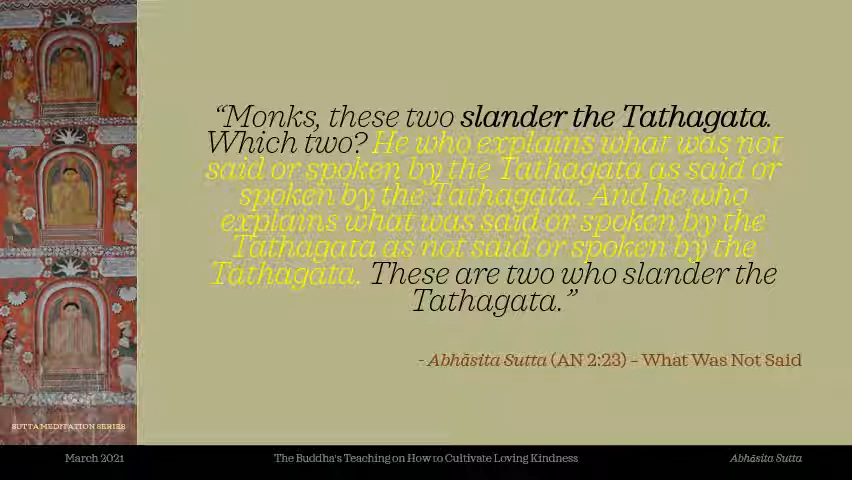 “Monks, these two slander the Tathagata.
Which two? He who explains what was not
said or spoken by the Tathagata as said or
spoken by the Tathagata. And he who
explains what was said or spoken by the
Tathagata as not said or spoken by the
Tathagata. These are two who slander the
Tathagata.”
- Abhāsita Sutta (AN 2:23) – What Was Not Said
SUTTA MEDITATION SERIES
March 2021
The Buddha's Teaching on How to Cultivate Loving Kindness
Abhāsita Sutta